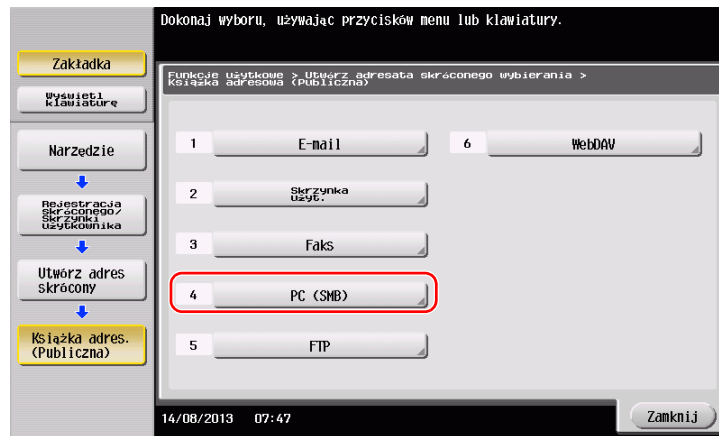 Dokonaj wyboru, używając przycisków menu lub klawiatury.
Zakładka
Wyświetl
klawiaturę
Narzędzie
Rejestracja
skróconego/
Skrzynki
użytkownika
Utwórz adres
skrócony
Książka adres.
(Publiczna)
Funkcje użytkowe > Utwórz adresata skróconego wybierania >
Książka adresowa (Publiczna)
1 E-mail
2 Skrzynka
użyt.
3 Faks
4 PC (SMB)
5 FTP
6 WebDAV
14/08/2013 07:47
Zamknij